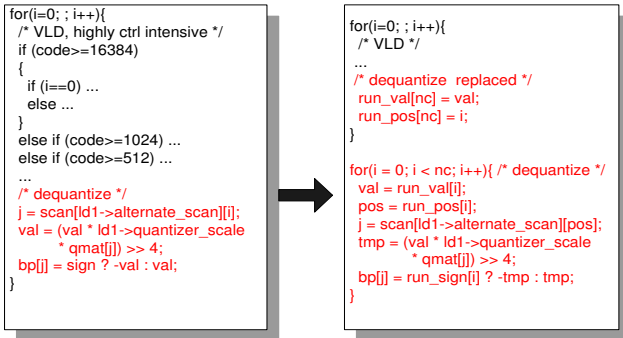 for(i=0; ; i++){
/* VLD, highly ctrl intensive */
if (code>=16384)
{
if (i==0) ...
else ...
}
else if (code>=1024) ...
else if (code>=512) ...
...
/* dequantize */
j = scan[ld1->alternate_scan][i];
val = (val * ld1->quantizer_scale
* qmat[j]) >> 4;
bp[j] = sign ? -val : val;
}
for(i=0; ; i++){
/* VLD */
...
/* dequantize  replaced */
run_val[nc] = val;
run_pos[nc] = i;
}
for(i = 0; i < nc; i++){ /* dequantize */
val = run_val[i];
pos = run_pos[i];
j = scan[ld1->alternate_scan][pos];
tmp = (val * ld1->quantizer_scale
* qmat[j]) >> 4;
bp[j] = run_sign[i] ? -tmp : tmp;
}